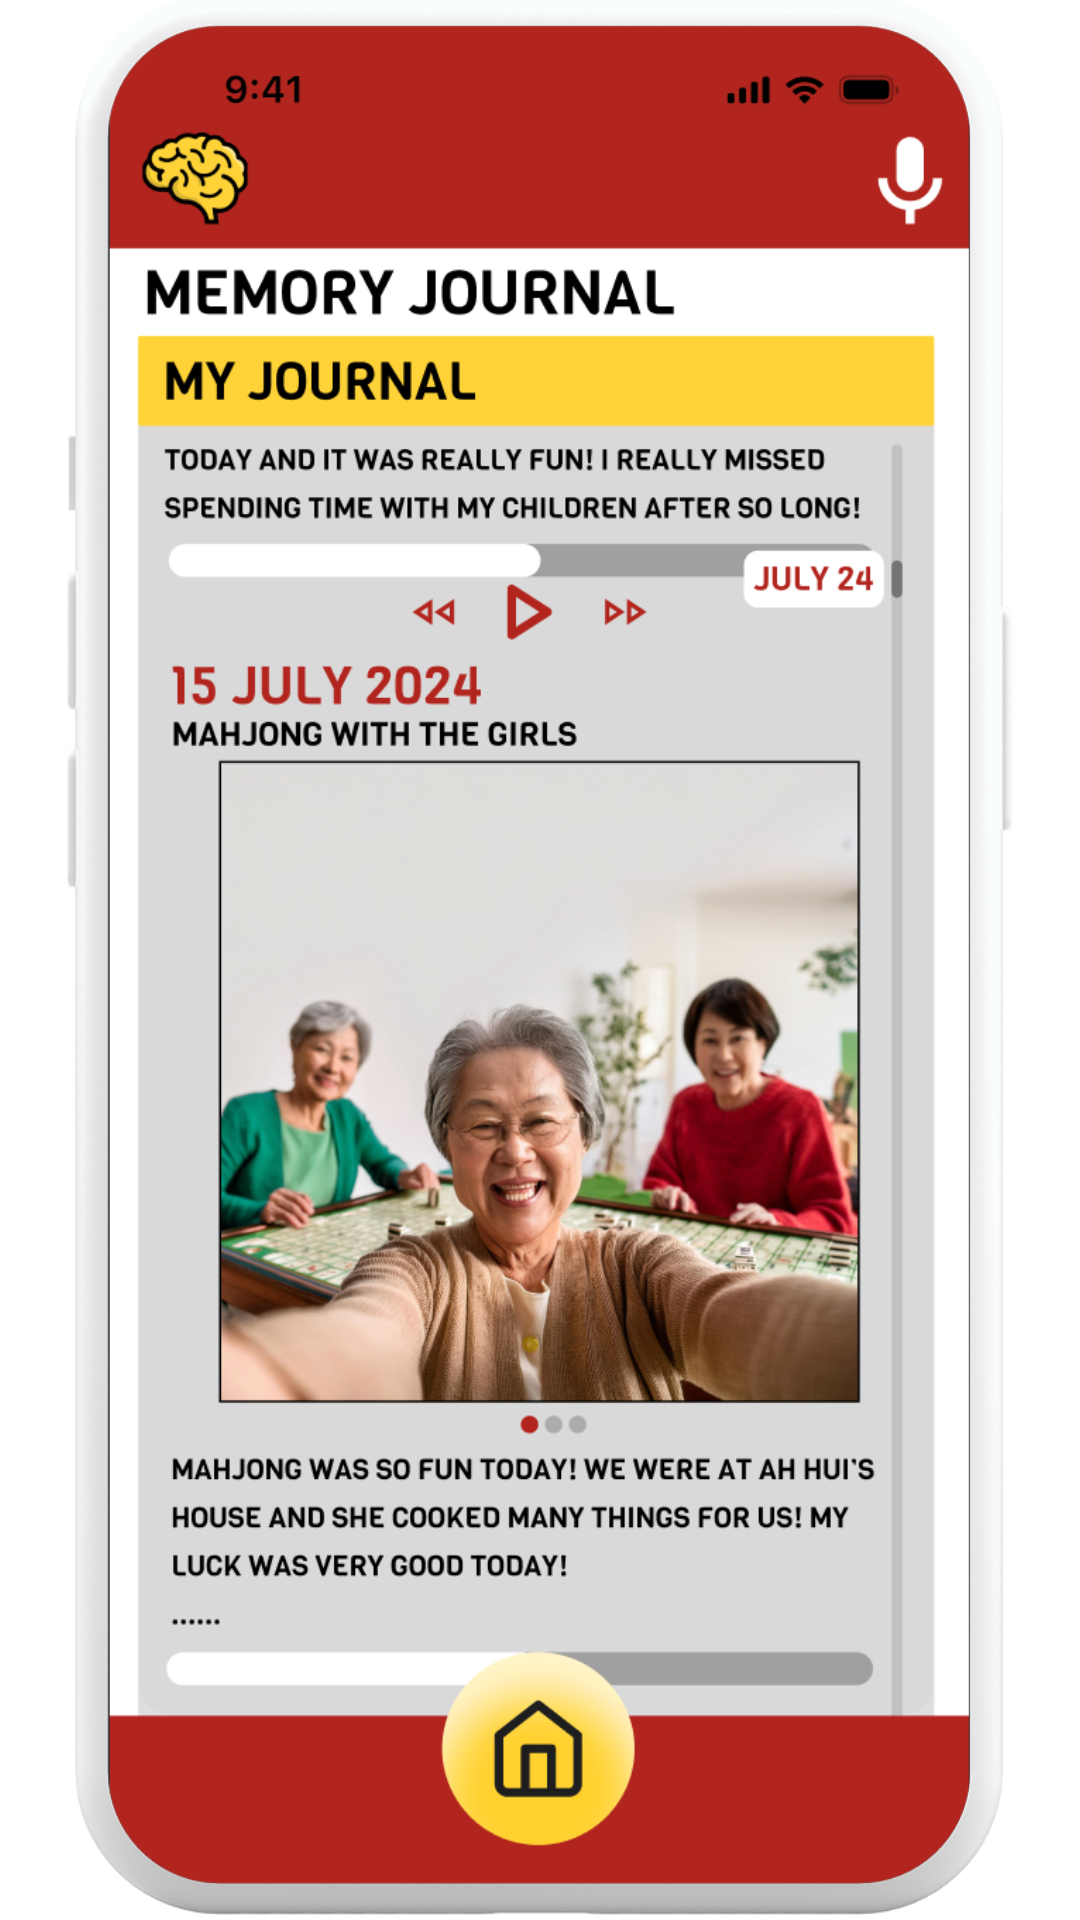 9:41
MEMORY JOURNAL
MY JOURNAL
TODAY AND IT WAS REALLY FUN! I REALLY MISSED
SPENDING TIME WITH MY CHILDREN AFTER SO LONG!
JULY 24
15 JULY 2024
MAHJONG WITH THE GIRLS
MAHJONG WAS SO FUN TODAY! WE WERE AT AH HUI'S
HOUSE AND SHE COOKED MANY THINGS FOR US! MY
LUCK WAS VERY GOOD TODAY!
......